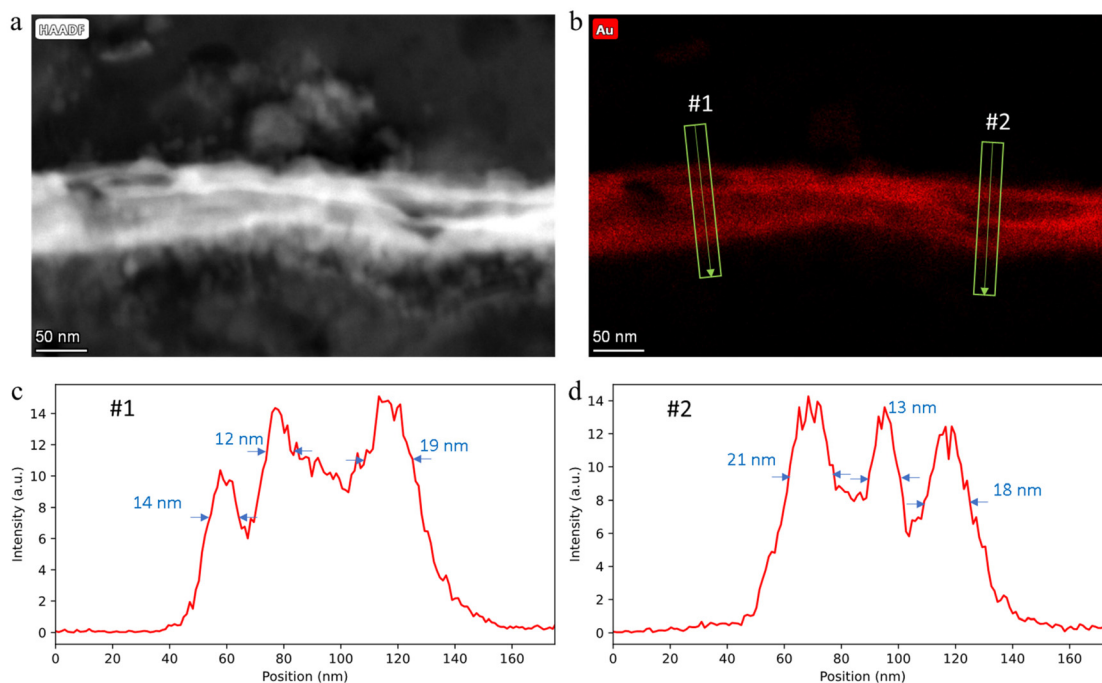 a
HAADF
50 nm
b
Au
#1
#2
50 nm
c
#1
14
12
10
8
6
4
2
0
Intensity (a.u.)
12 nm
14 nm
19 nm
0 20 40 60 80 100 120 140 160
Position (nm)
d
#2
14
12
10
8
6
4
2
0
Intensity (a.u.)
21 nm
13 nm
18 nm
0 20 40 60 80 100 120 140 160
Position (nm)